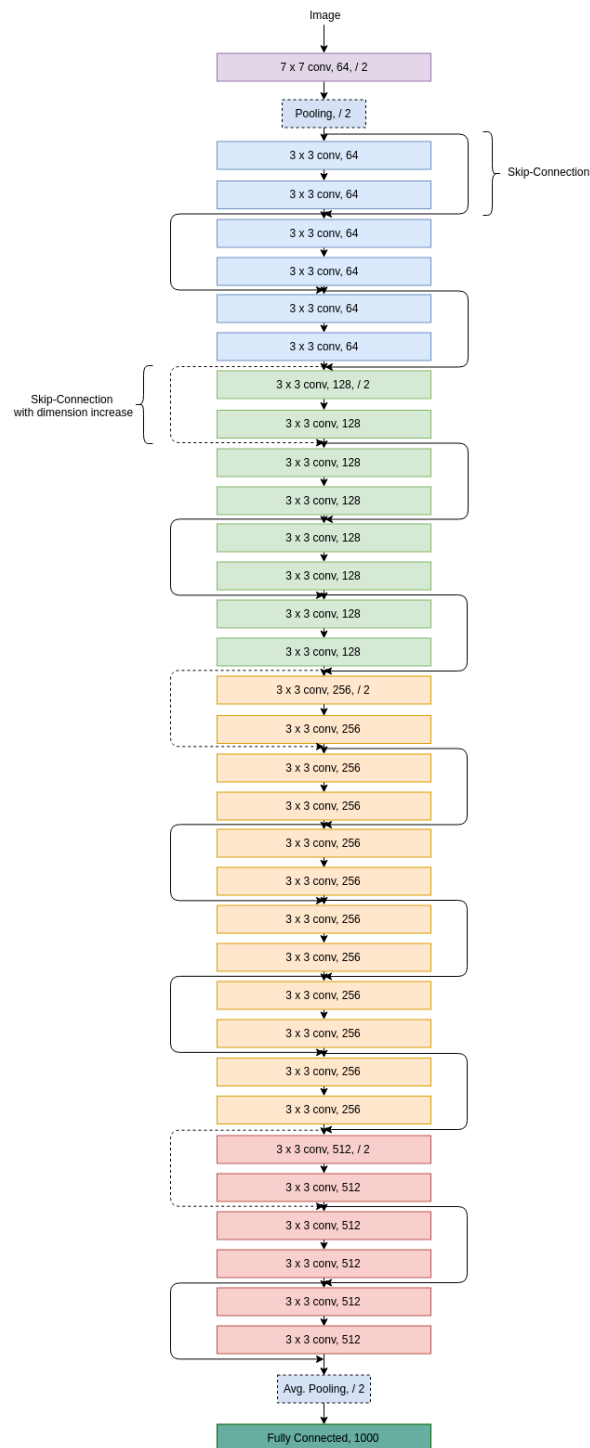 Image
7 x 7 conv, 64, / 2
Pooling, / 2
3 x 3 conv, 64
Skip-Connection
3 x 3 conv, 64
3 x 3 conv, 64
3 x 3 conv, 64
3 x 3 conv, 64
3 x 3 conv, 64
3 x 3 conv, 128, / 2
Skip-Connection
with dimension increase
3 x 3 conv, 128
3 x 3 conv, 128
3 x 3 conv, 128
3 x 3 conv, 128
3 x 3 conv, 128
3 x 3 conv, 128
3 x 3 conv, 128
3 x 3 conv, 256, / 2
3 x 3 conv, 256
3 x 3 conv, 256
3 x 3 conv, 256
3 x 3 conv, 256
3 x 3 conv, 256
3 x 3 conv, 256
3 x 3 conv, 256
3 x 3 conv, 256
3 x 3 conv, 256
3 x 3 conv, 256
3 x 3 conv, 256
3 x 3 conv, 512, / 2
3 x 3 conv, 512
3 x 3 conv, 512
3 x 3 conv, 512
3 x 3 conv, 512
3 x 3 conv, 512
Avg. Pooling, / 2
Fully Connected, 1000